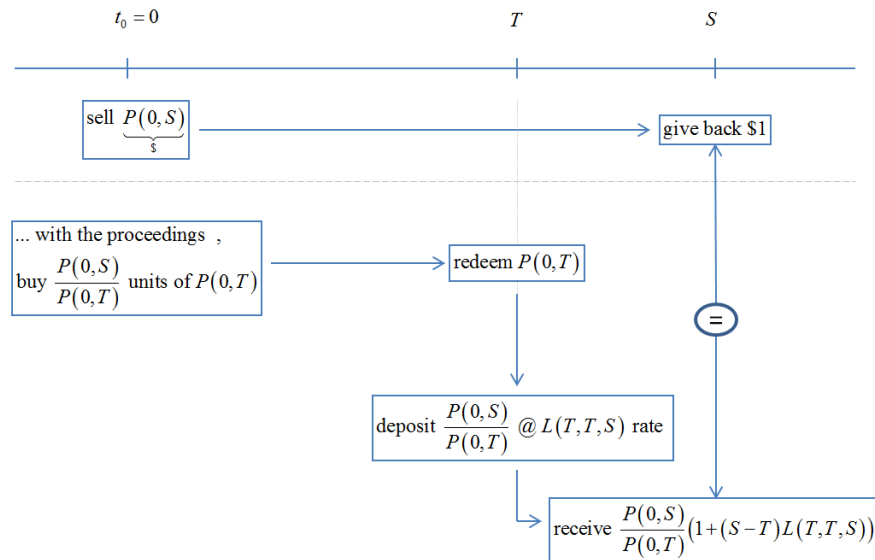 t₀ = 0 T S
sell P(0,S)
$
give back $1
... with the proceedings ,
buy P(0,S)/P(0,T) units of P(0,T)
redeem P(0,T)
=
deposit P(0,S)/P(0,T) @ L(T,T,S) rate
receive P(0,S)/P(0,T) (1+(S−T)L(T,T,S))